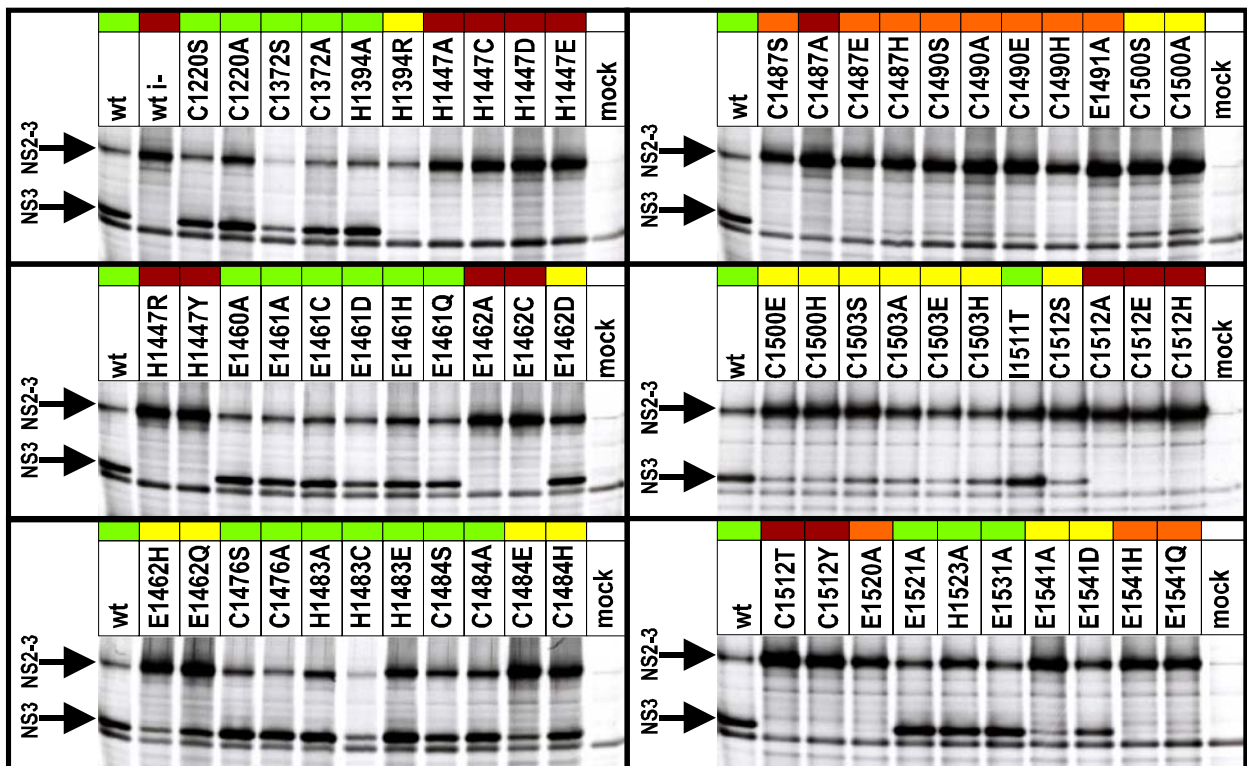 wt wt i- C1220S C1220A C1372S C1372A H1394A H1394R H1447A H1447C H1447D H1447E mock
NS2-3
NS3
wt C1487S C1487A C1487E C1487H C1490S C1490A C1490E C1490H E1491A C1500S C1500A mock
NS2-3
NS3
wt H1447R H1447Y E1460A E1461A E1461C E1461D E1461H E1461Q E1462A E1462C E1462D mock
NS2-3
NS3
wt C1500E C1500H C1503S C1503A C1503E C1503H I1511T C1512S C1512A C1512E C1512H mock
NS2-3
NS3
wt E1462H E1462Q C1476S C1476A H1483A H1483C H1483E C1484S C1484A C1484E C1484H mock
NS2-3
NS3
wt C1512T C1512Y E1520A E1521A H1523A E1531A E1541A E1541D E1541H E1541Q mock
NS2-3
NS3